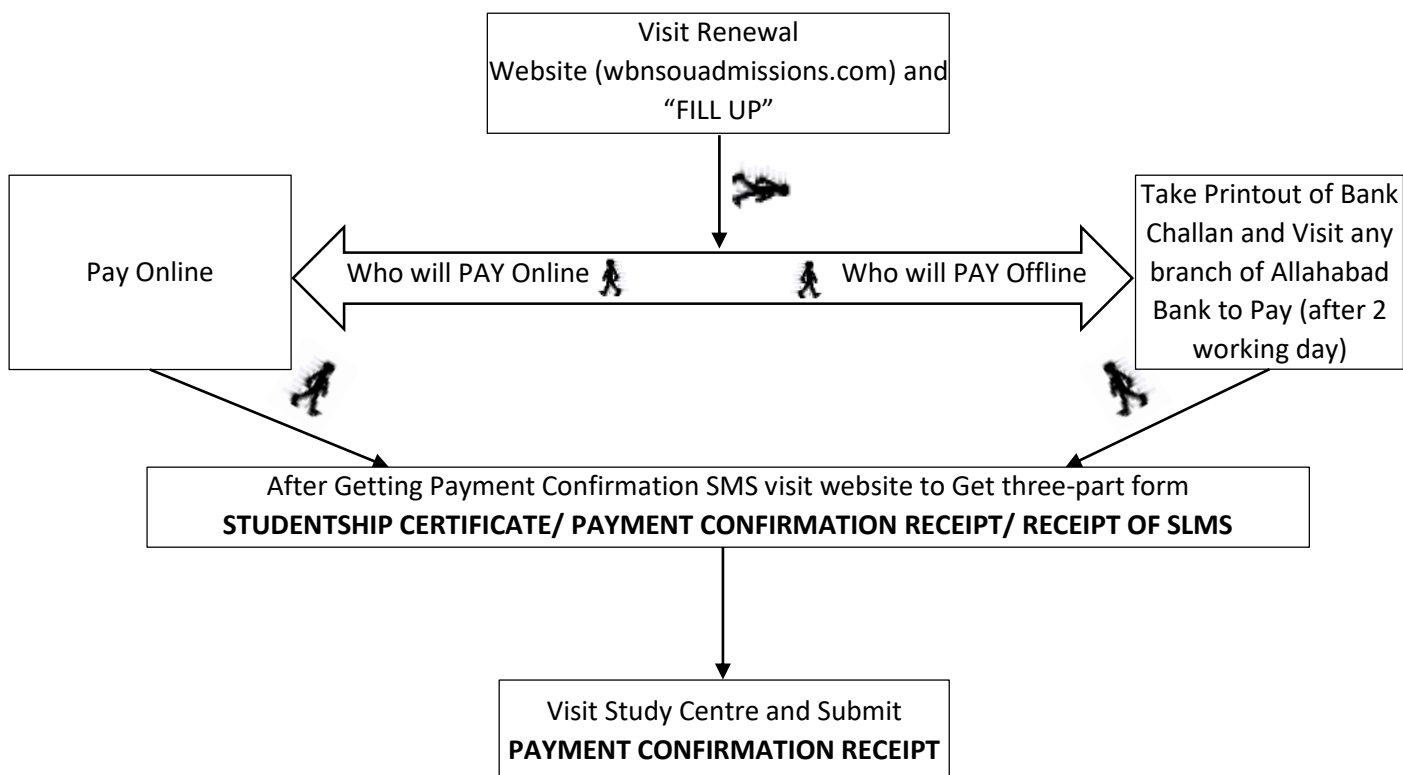 Visit Renewal
Website (wbnsouadmissions.com) and
“FILL UP”
Pay Online
Who will PAY Online
Who will PAY Offline
Take Printout of Bank
Challan and Visit any
branch of Allahabad
Bank to Pay (after 2
working day)
After Getting Payment Confirmation SMS visit website to Get three-part form
STUDENTSHIP CERTIFICATE/ PAYMENT CONFIRMATION RECEIPT/ RECEIPT OF SLMS
Visit Study Centre and Submit
PAYMENT CONFIRMATION RECEIPT